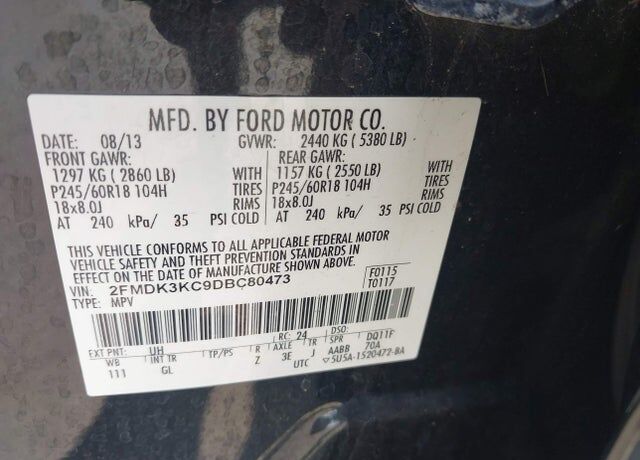 MFD. BY FORD MOTOR CO.
DATE: 08/13 GVWR: 2440 KG ( 5380 LB)
FRONT GAWR: REAR GAWR:
1297 KG ( 2860 LB) WITH 1157 KG ( 2550 LB) WITH
P245/60R18 104H TIRES P245/60R18 104H TIRES
18x8.0J RIMS 18x8.0J RIMS
AT 240 kPa/ 35 PSI COLD AT 240 kPa/ 35 PSI COLD
THIS VEHICLE CONFORMS TO ALL APPLICABLE FEDERAL MOTOR
VEHICLE SAFETY AND THEFT PREVENTION STANDARDS IN
EFFECT ON THE DATE OF MANUFACTURE SHOWN ABOVE. F0115
VIN: 2FMDK3KC9DBC80473 T0117
TYPE: MPV
EXT PNT: UH RC: 24 DSO: DQ11F
WB INT TR TP/PS R AXLE TR SPR 70A
111 GL Z 3E J AABB
UTC 5U5A-1520472-BA